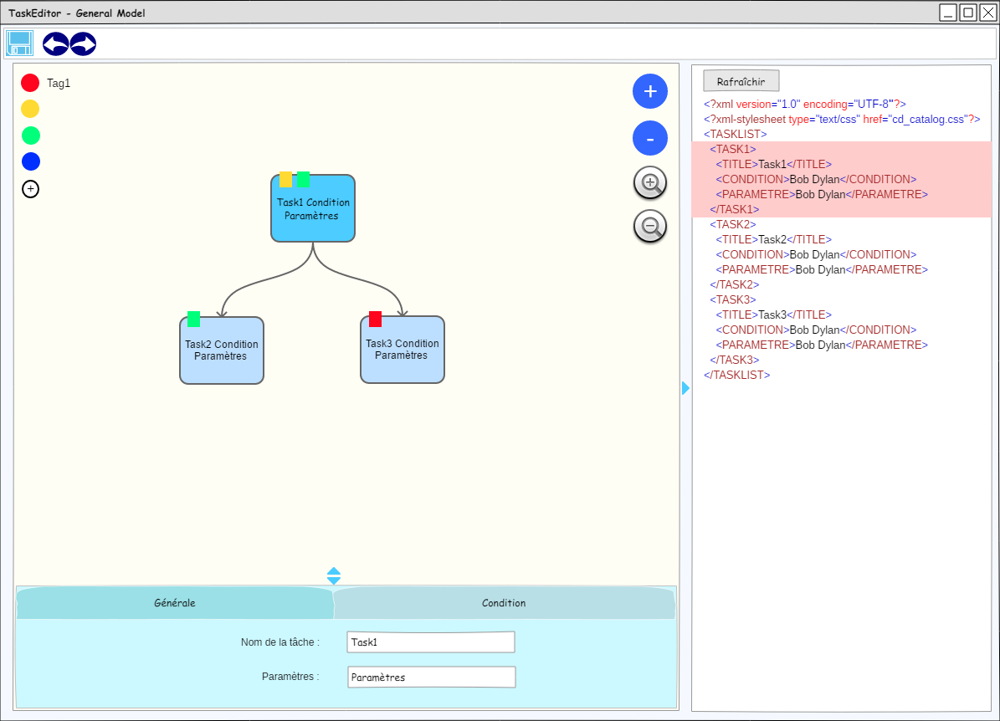 TaskEditor - General Model
Tag1
+
-
+
Task1 Condition
Paramètres
Task2 Condition
Paramètres
Task3 Condition
Paramètres
Générale
Condition
Nom de la tâche :
Task1
Paramètres :
Paramètres
Rafraîchir
<?xml version="1.0" encoding="UTF-8"?>
<?xml-stylesheet type="text/css" href="cd_catalog.css"?>
<TASKLIST>
<TASK1>
<TITLE>Task1</TITLE>
<CONDITION>Bob Dylan</CONDITION>
<PARAMETRE>Bob Dylan</PARAMETRE>
</TASK1>
<TASK2>
<TITLE>Task2</TITLE>
<CONDITION>Bob Dylan</CONDITION>
<PARAMETRE>Bob Dylan</PARAMETRE>
</TASK2>
<TASK3>
<TITLE>Task3</TITLE>
<CONDITION>Bob Dylan</CONDITION>
<PARAMETRE>Bob Dylan</PARAMETRE>
</TASK3>
</TASKLIST>